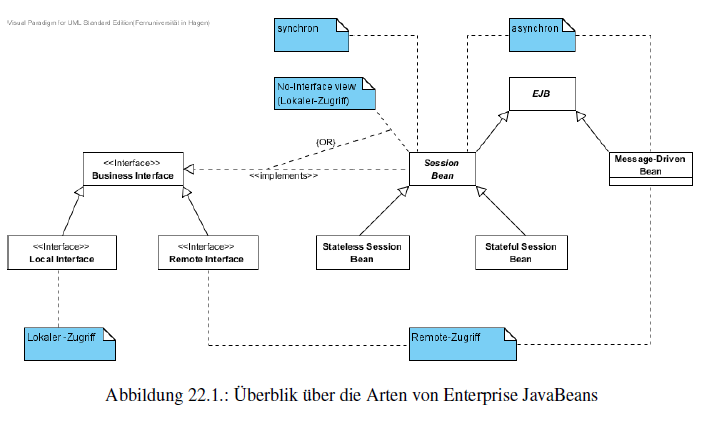 Visual Paradigm for UML Standard Edition(Fernuniversität in Hagen)
synchron
asynchron
No-Interface view
(Lokaler-Zugriff)
EJB
{OR}
<<Interface>>
Business Interface
<<implements>>
Session
Bean
Message-Driven
Bean
<<Interface>>
Local Interface
<<Interface>>
Remote Interface
Stateless Session
Bean
Stateful Session
Bean
Lokaler -Zugriff
Remote-Zugriff
Abbildung 22.1.: Überblik über die Arten von Enterprise JavaBeans